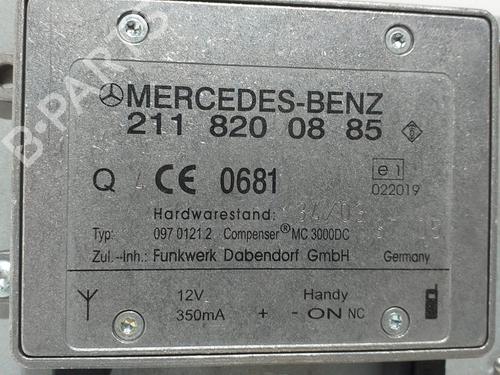 B-PARTS
MERCEDES-BENZ
211 820 08 85
Q CE 0681 e1
022019
Hardwarestand:
Typ: 097 0121.2 Compenser® MC 3000DC
Zul.-Inh.: Funkwerk Dabendorf GmbH Germany
12V Handy
350mA + - ON NC